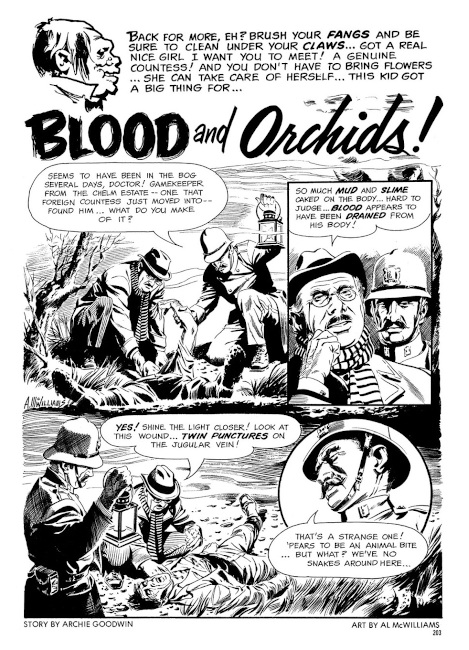 BACK FOR MORE, EH? BRUSH YOUR FANGS AND BE
SURE TO CLEAN UNDER YOUR CLAWS... GOT A REAL
NICE GIRL I WANT YOU TO MEET! A GENUINE
COUNTESS! AND YOU DON'T HAVE TO BRING FLOWERS
... SHE CAN TAKE CARE OF HERSELF... THIS KID GOT
A BIG THING FOR...
BLOOD and Orchids!
SEEMS TO HAVE BEEN IN THE BOG
SEVERAL DAYS, DOCTOR! GAMEKEEPER
FROM THE CHELM ESTATE-- ONE THAT
FOREIGN COUNTESS JUST MOVED INTO--
FOUND HIM... WHAT DO YOU MAKE
OF IT?
SO MUCH MUD AND SLIME
CAKED ON THE BODY... HARD TO
JUDGE... BLOOD APPEARS TO
HAVE BEEN DRAINED FROM
HIS BODY!
A.McWILLIAMS
YES! SHINE THE LIGHT CLOSER! LOOK AT
THIS WOUND... TWIN PUNCTURES ON
THE JUGULAR VEIN!
THAT'S A STRANGE ONE!
'PEARS TO BE AN ANIMAL BITE
... BUT WHAT? WE'VE NO
SNAKES AROUND HERE...
STORY BY ARCHIE GOODWIN
ART BY AL McWILLIAMS
203